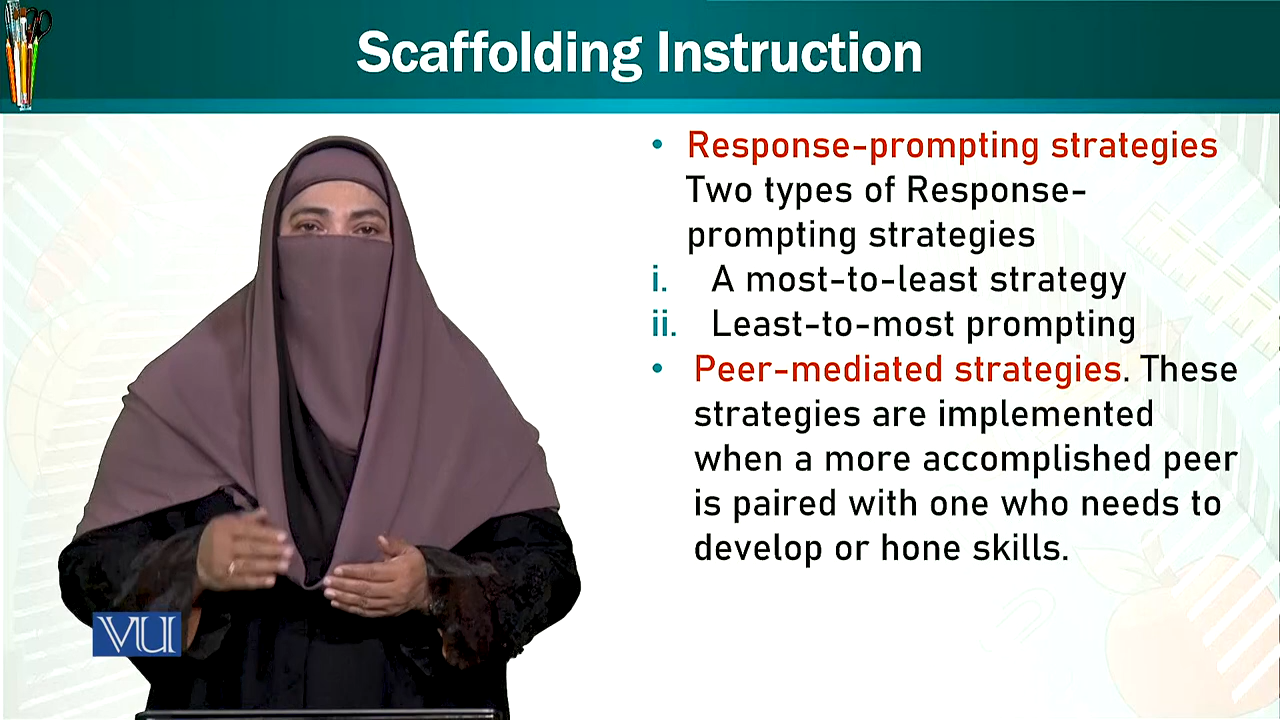 Scaffolding Instruction
• Response-prompting strategies
Two types of Response-
prompting strategies
i. A most-to-least strategy
ii. Least-to-most prompting
• Peer-mediated strategies. These
strategies are implemented
when a more accomplished peer
is paired with one who needs to
develop or hone skills.
VU